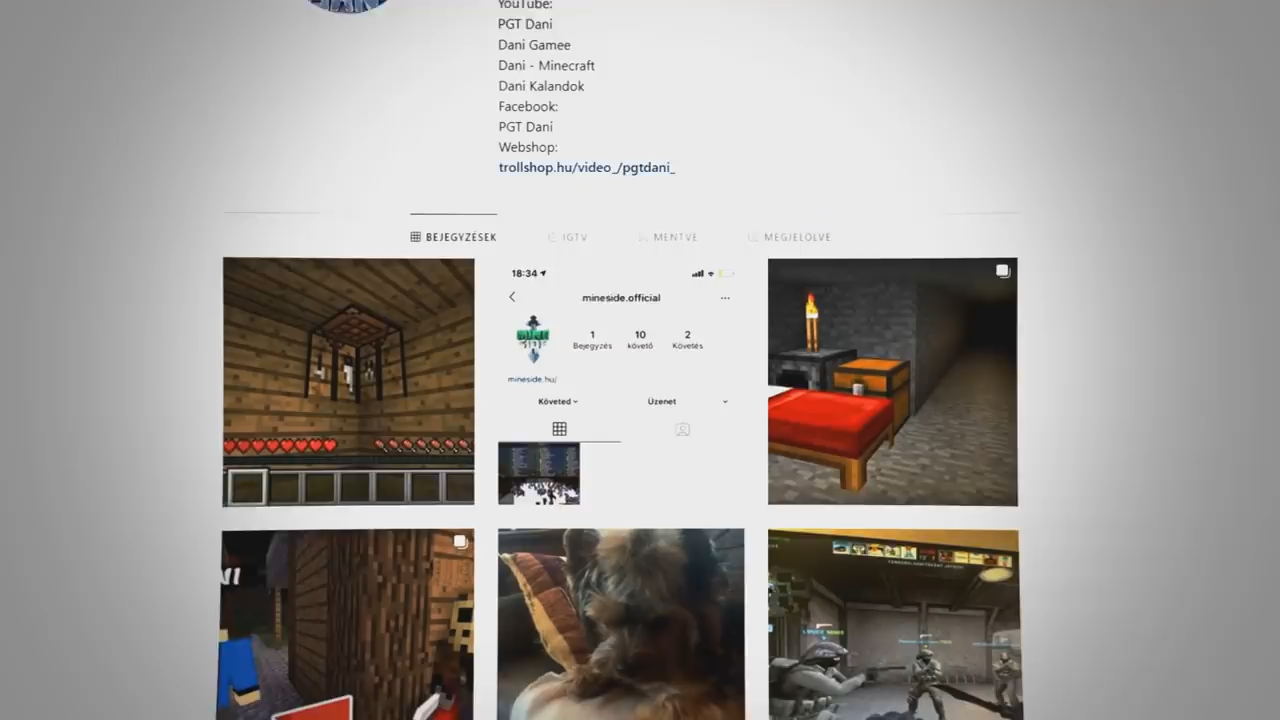 YouTube:
PGT Dani
Dani Gamee
Dani - Minecraft
Dani Kalandok
Facebook:
PGT Dani
Webshop:
trollshop.hu/video_/pgtdani_
BEJEGYZÉSEK
IGTV
MENTVE
MEGJELÖLVE
18:34
mineside.official
1
10
2
Bejegyzés
követő
Követés
mineside.hu/
Követed
Üzenet